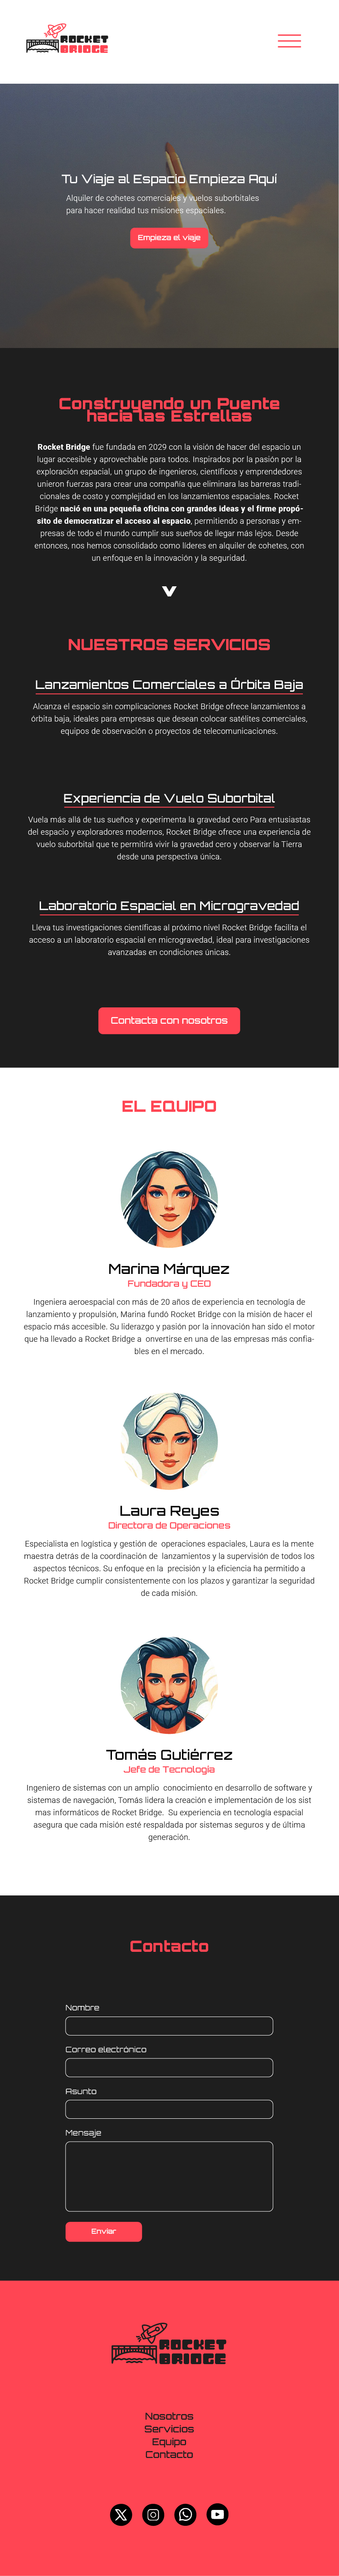 ROCKET
BRIDGE
Tu Viaje al Espacio Empieza Aquí
Alquiler de cohetes comerciales y vuelos suborbitales
para hacer realidad tus misiones espaciales.
Empieza el viaje
Construyendo un Puente
hacia las Estrellas
Rocket Bridge fue fundada en 2029 con la visión de hacer del espacio un
lugar accesible y aprovechable para todos. Inspirados por la pasión por la
exploración espacial, un grupo de ingenieros, científicos y emprendedores
unieron fuerzas para crear una compañía que eliminara las barreras tradi-
cionales de costo y complejidad en los lanzamientos espaciales. Rocket
Bridge nació en una pequeña oficina con grandes ideas y el firme propó-
sito de democratizar el acceso al espacio, permitiendo a personas y em-
presas de todo el mundo cumplir sus sueños de llegar más lejos. Desde
entonces, nos hemos consolidado como líderes en alquiler de cohetes, con
un enfoque en la innovación y la seguridad.
NUESTROS SERVICIOS
Lanzamientos Comerciales a Órbita Baja
Alcanza el espacio sin complicaciones Rocket Bridge ofrece lanzamientos a
órbita baja, ideales para empresas que desean colocar satélites comerciales,
equipos de observación o proyectos de telecomunicaciones.
Experiencia de Vuelo Suborbital
Vuela más allá de tus sueños y experimenta la gravedad cero Para entusiastas
del espacio y exploradores modernos, Rocket Bridge ofrece una experiencia de
vuelo suborbital que te permitirá vivir la gravedad cero y observar la Tierra
desde una perspectiva única.
Laboratorio Espacial en Microgravedad
Lleva tus investigaciones científicas al próximo nivel Rocket Bridge facilita el
acceso a un laboratorio espacial en microgravedad, ideal para investigaciones
avanzadas en condiciones únicas.
Contacta con nosotros
EL EQUIPO
Marina Márquez
Fundadora y CEO
Ingeniera aeroespacial con más de 20 años de experiencia en tecnología de
lanzamiento y propulsión, Marina fundó Rocket Bridge con la misión de hacer el
espacio más accesible. Su liderazgo y pasión por la innovación han sido el motor
que ha llevado a Rocket Bridge a  onvertirse en una de las empresas más confia-
bles en el mercado.
Laura Reyes
Directora de Operaciones
Especialista en logística y gestión de  operaciones espaciales, Laura es la mente
maestra detrás de la coordinación de  lanzamientos y la supervisión de todos los
aspectos técnicos. Su enfoque en la  precisión y la eficiencia ha permitido a
Rocket Bridge cumplir consistentemente con los plazos y garantizar la seguridad
de cada misión.
Tomás Gutiérrez
Jefe de Tecnología
Ingeniero de sistemas con un amplio  conocimiento en desarrollo de software y
sistemas de navegación, Tomás lidera la creación e implementación de los sist
mas informáticos de Rocket Bridge.  Su experiencia en tecnología espacial
asegura que cada misión esté respaldada por sistemas seguros y de última
generación.
Contacto
Nombre
Correo electrónico
Asunto
Mensaje
Enviar
ROCKET
BRIDGE
Nosotros
Servicios
Equipo
Contacto